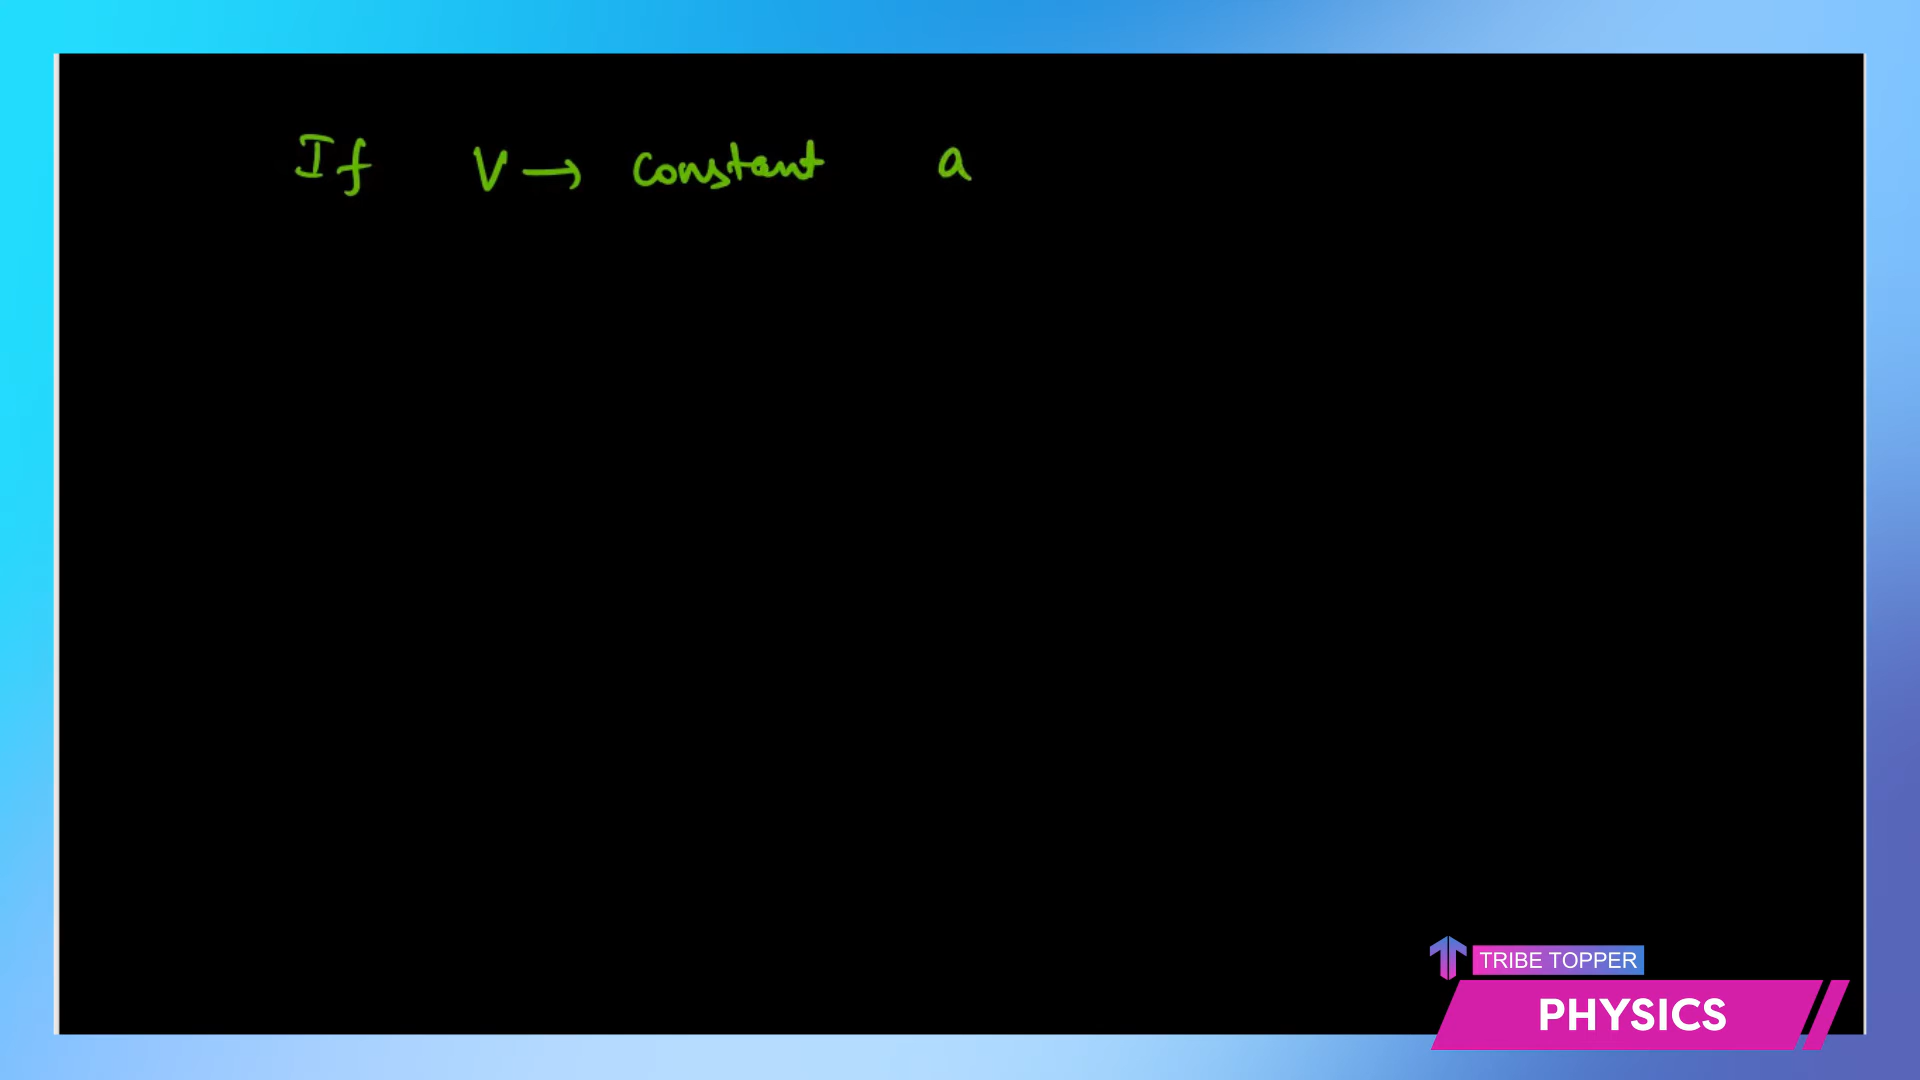 If V → constant a
TRIBE TOPPER
PHYSICS